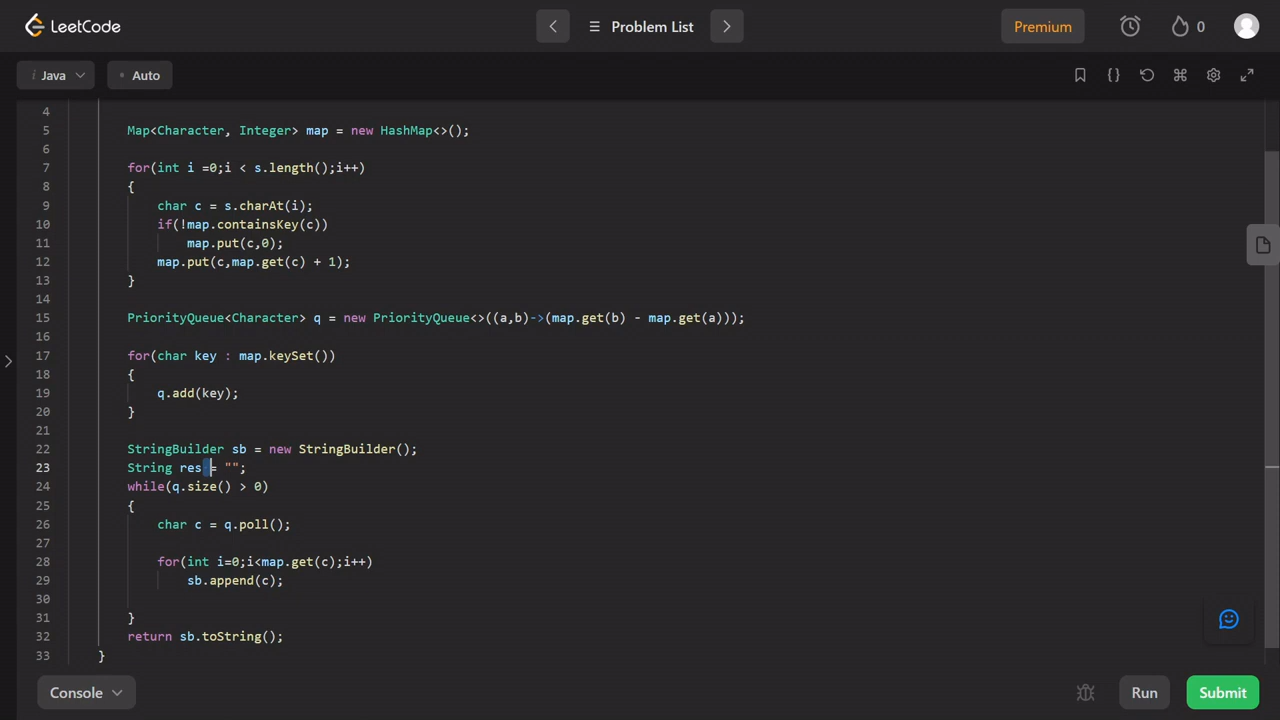 LeetCode
Problem List
Premium
0
i Java
Auto
4
5 Map<Character, Integer> map = new HashMap<>();
6
7 for(int i =0;i < s.length();i++)
8 {
9 char c = s.charAt(i);
10 if(!map.containsKey(c))
11 map.put(c,0);
12 map.put(c,map.get(c) + 1);
13 }
14
15 PriorityQueue<Character> q = new PriorityQueue<>((a,b)->(map.get(b) - map.get(a)));
16
17 for(char key : map.keySet())
18 {
19 q.add(key);
20 }
21
22 StringBuilder sb = new StringBuilder();
23 String res = "";
24 while(q.size() > 0)
25 {
26 char c = q.poll();
27
28 for(int i=0;i<map.get(c);i++)
29 sb.append(c);
30
31 }
32 return sb.toString();
33 }
Console
Run
Submit